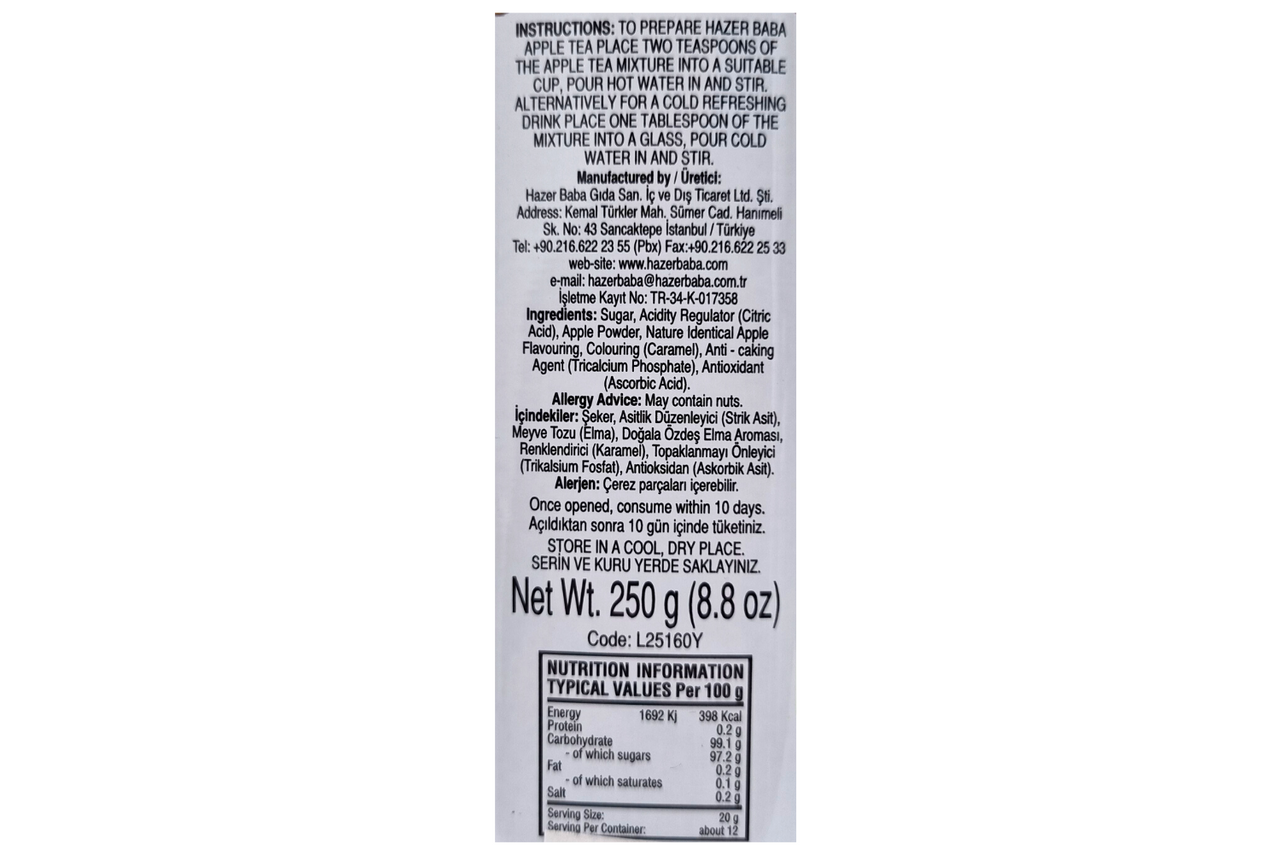 INSTRUCTIONS: TO PREPARE HAZER BABA
APPLE TEA PLACE TWO TEASPOONS OF
THE APPLE TEA MIXTURE INTO A SUITABLE
CUP, POUR HOT WATER IN AND STIR.
ALTERNATIVELY FOR A COLD REFRESHING
DRINK PLACE ONE TABLESPOON OF THE
MIXTURE INTO A GLASS, POUR COLD
WATER IN AND STIR.
Manufactured by / Üretici:
Hazer Baba Gıda San. İç ve Dış Ticaret Ltd. Şti.
Address: Kemal Türkler Mah. Sümer Cad. Hanımeli
Sk. No: 43 Sancaktepe İstanbul / Türkiye
Tel: +90.216.622 23 55 (Pbx) Fax:+90.216.622 25 33
web-site: www.hazerbaba.com
e-mail: hazerbaba@hazerbaba.com.tr
İşletme Kayıt No: TR-34-K-017358
Ingredients: Sugar, Acidity Regulator (Citric
Acid), Apple Powder, Nature Identical Apple
Flavouring, Colouring (Caramel), Anti - caking
Agent (Tricalcium Phosphate), Antioxidant
(Ascorbic Acid).
Allergy Advice: May contain nuts.
İçindekiler: Şeker, Asitlik Düzenleyici (Strik Asit),
Meyve Tozu (Elma), Doğala Özdeş Elma Aroması,
Renklendirici (Karamel), Topaklanmayı Önleyici
(Trikalsium Fosfat), Antioksidan (Askorbik Asit).
Alerjen: Çerez parçaları içerebilir.
Once opened, consume within 10 days.
Açıldıktan sonra 10 gün içinde tüketiniz.
STORE IN A COOL, DRY PLACE.
SERİN VE KURU YERDE SAKLAYINIZ.
Net Wt. 250 g (8.8 oz)
Code: L25160Y
NUTRITION INFORMATION
TYPICAL VALUES Per 100 g
Energy 1692 Kj 398 Kcal
Protein 0.2 g
Carbohydrate 99.1 g
- of which sugars 97.2 g
Fat 0.2 g
- of which saturates 0.1 g
Salt 0.2 g
Serving Size: 20 g
Serving Per Container: about 12